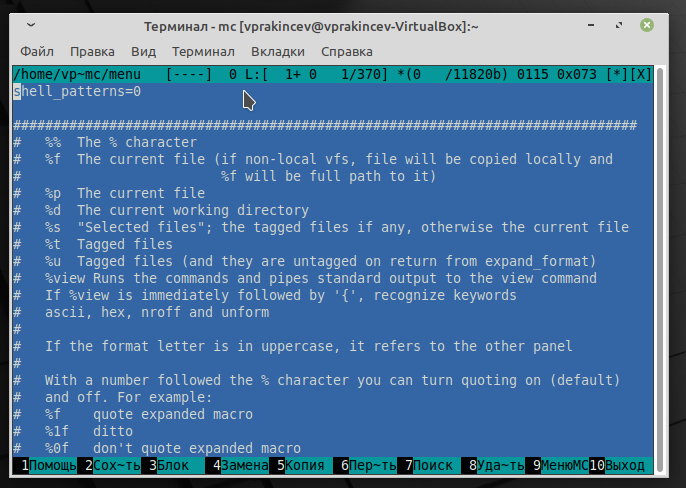 Терминал - mc [vprakincev@vprakincev-VirtualBox]:~
Файл Правка Вид Терминал Вкладки Справка
/home/vp~mc/menu [----] 0 L:[ 1+ 0 1/370] *(0 /11820b) 0115 0x073 [*][X]
shell_patterns=0
##############################################################################
# %% The % character
# %f The current file (if non-local vfs, file will be copied locally and
# %f will be full path to it)
# %p The current file
# %d The current working directory
# %s "Selected files"; the tagged files if any, otherwise the current file
# %t Tagged files
# %u Tagged files (and they are untagged on return from expand_format)
# %view Runs the commands and pipes standard output to the view command
# If %view is immediately followed by '{', recognize keywords
# ascii, hex, nroff and unform
#
# If the format letter is in uppercase, it refers to the other panel
#
# With a number followed the % character you can turn quoting on (default)
# and off. For example:
# %f quote expanded macro
# %1f ditto
# %0f don't quote expanded macro
1Помощь 2Сох~ть 3Блок 4Замена 5Копия 6Пер~ть 7Поиск 8Уда~ть 9МенюMC 10Выход